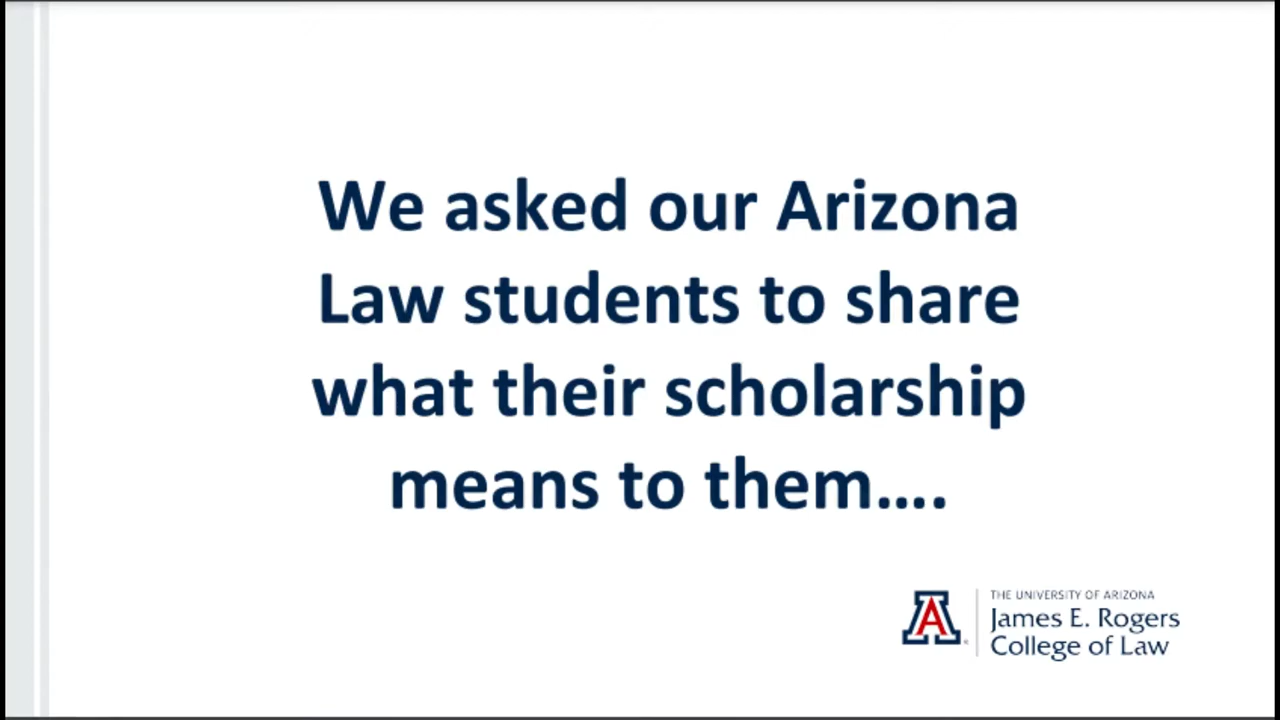 We asked our Arizona
Law students to share
what their scholarship
means to them....
A
THE UNIVERSITY OF ARIZONA
James E. Rogers
College of Law